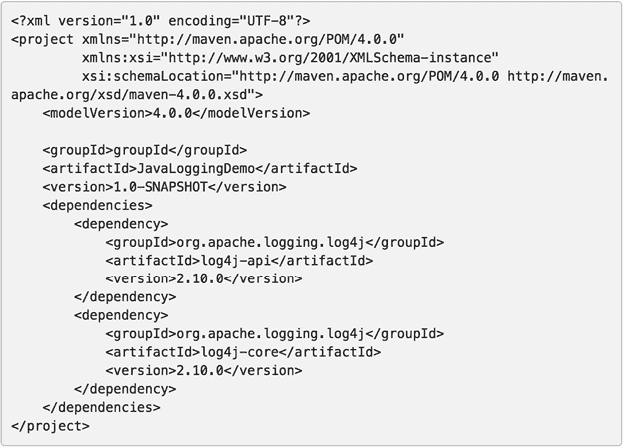 <?xml version="1.0" encoding="UTF-8"?>
<project xmlns="http://maven.apache.org/POM/4.0.0"
         xmlns:xsi="http://www.w3.org/2001/XMLSchema-instance"
         xsi:schemaLocation="http://maven.apache.org/POM/4.0.0 http://maven.
apache.org/xsd/maven-4.0.0.xsd">
    <modelVersion>4.0.0</modelVersion>

    <groupId>groupId</groupId>
    <artifactId>JavaLoggingDemo</artifactId>
    <version>1.0-SNAPSHOT</version>
    <dependencies>
        <dependency>
            <groupId>org.apache.logging.log4j</groupId>
            <artifactId>log4j-api</artifactId>
            <version>2.10.0</version>
        </dependency>
        <dependency>
            <groupId>org.apache.logging.log4j</groupId>
            <artifactId>log4j-core</artifactId>
            <version>2.10.0</version>
        </dependency>
    </dependencies>
</project>